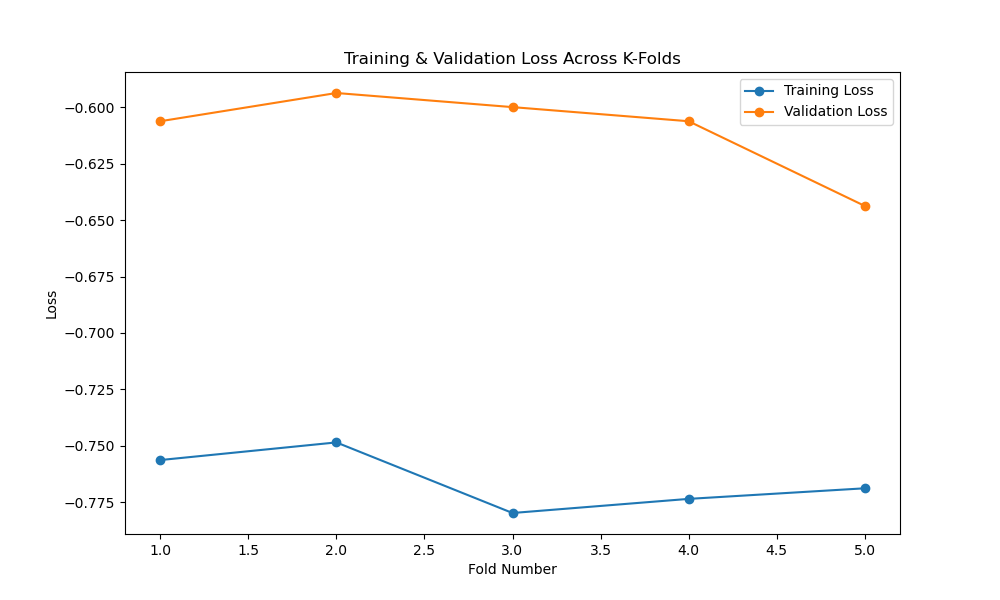 Training & Validation Loss Across K-Folds
Training Loss
Validation Loss
−0.600
−0.625
−0.650
−0.675
−0.700
−0.725
−0.750
−0.775
Loss
1.0 1.5 2.0 2.5 3.0 3.5 4.0 4.5 5.0
Fold Number